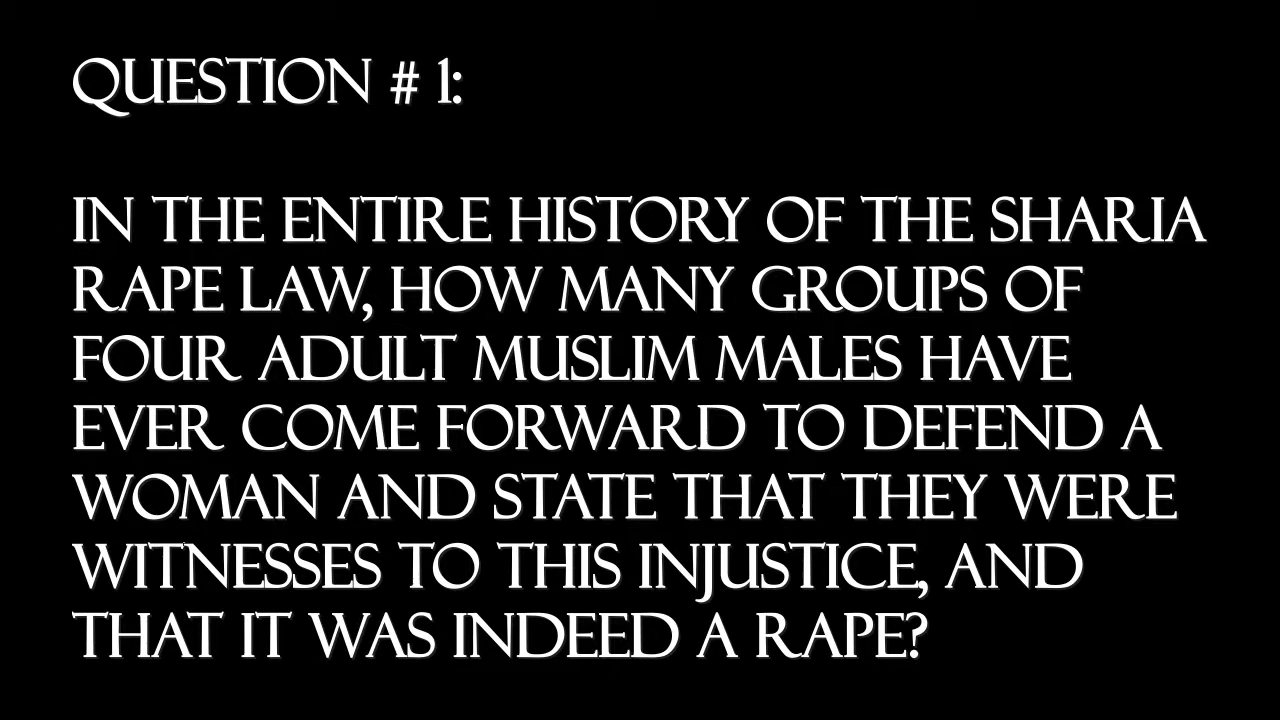 QUESTION # 1:
IN THE ENTIRE HISTORY OF THE SHARIA
RAPE LAW, HOW MANY GROUPS OF
FOUR ADULT MUSLIM MALES HAVE
EVER COME FORWARD TO DEFEND A
WOMAN AND STATE THAT THEY WERE
WITNESSES TO THIS INJUSTICE, AND
THAT IT WAS INDEED A RAPE?